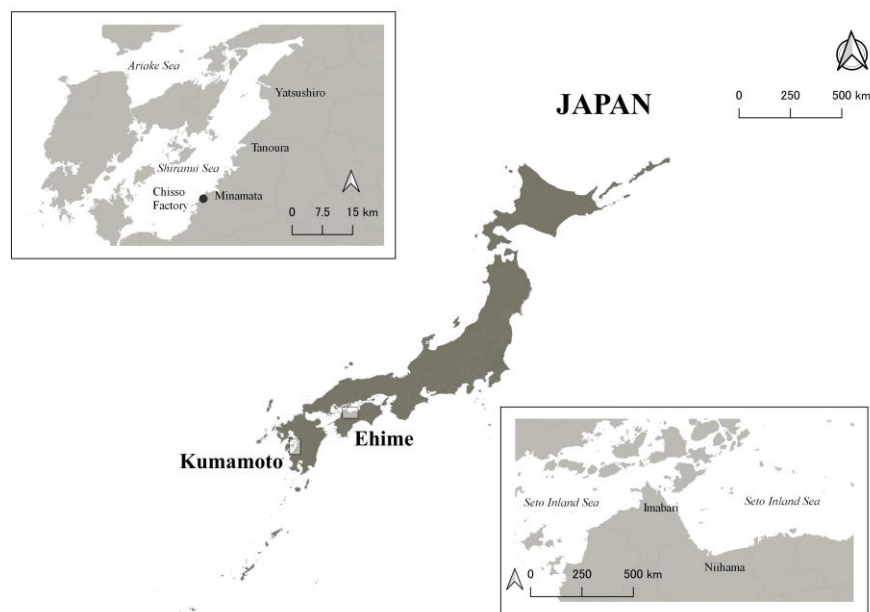 Ariake Sea
Yatsushiro
Tanoura
Shiranui Sea
Chisso
Factory
Minamata
0 7.5 15 km
JAPAN
0 250 500 km
Ehime
Kumamoto
Seto Inland Sea
Imabari
Seto Inland Sea
Niihama
0 250 500 km